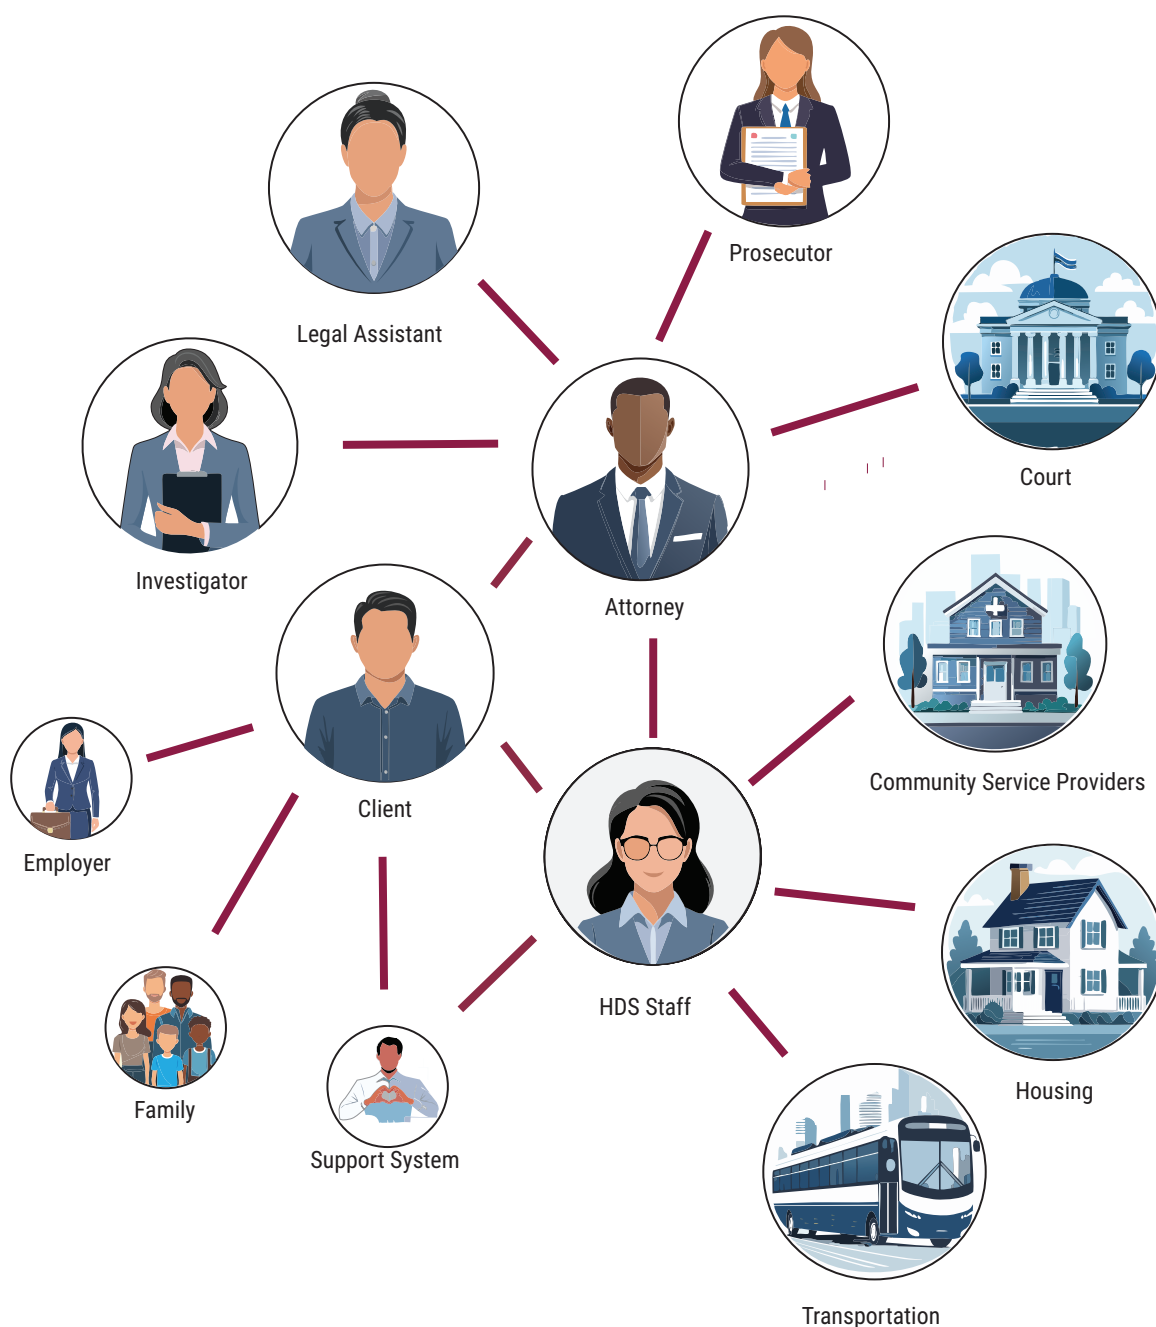 Prosecutor
Legal Assistant
Court
Investigator
Attorney
Community Service Providers
Client
Employer
HDS Staff
Housing
Family
Support System
Transportation